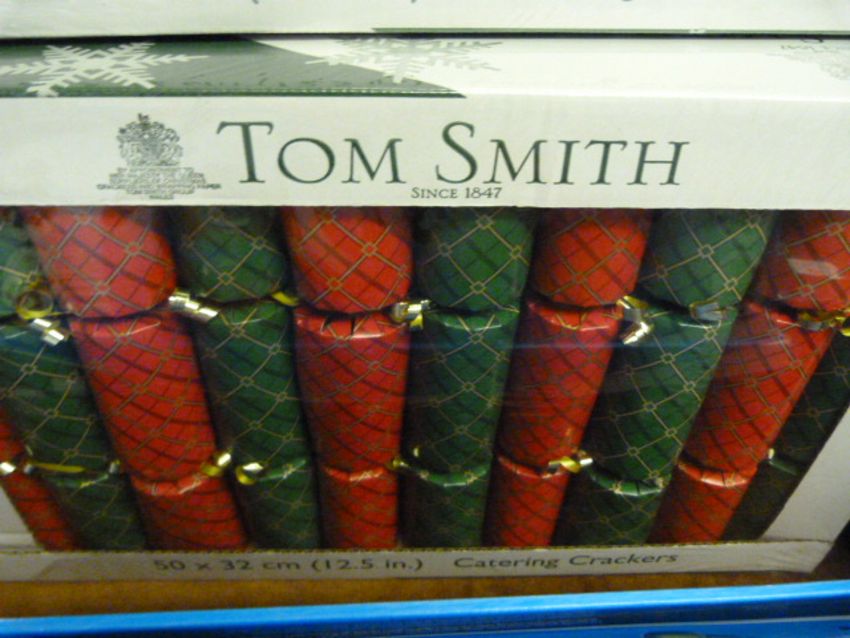 TOM SMITH
SINCE 1847
50 x 32 cm (12.5 in.) Catering Crackers